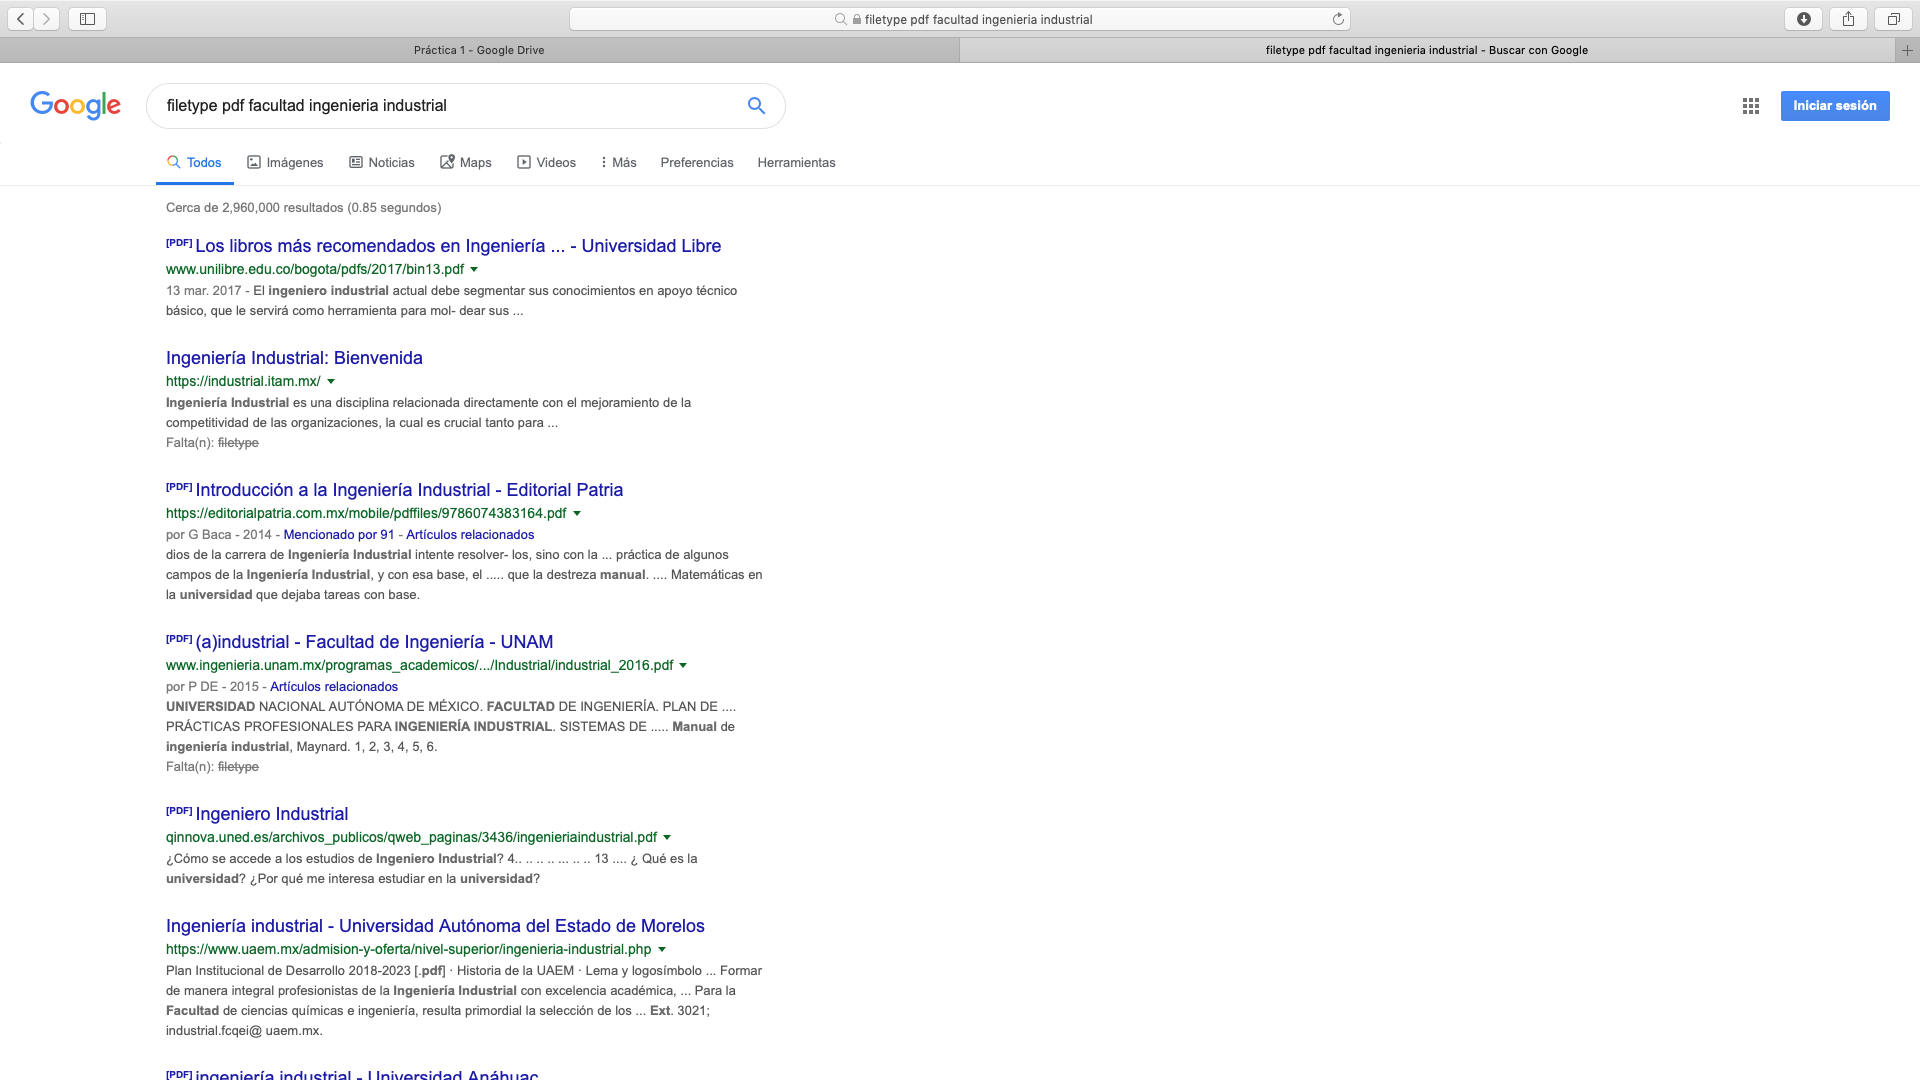 filetype pdf facultad ingenieria industrial
Práctica 1 - Google Drive
filetype pdf facultad ingenieria industrial - Buscar con Google
Google
filetype pdf facultad ingenieria industrial
Iniciar sesión
Todos Imágenes Noticias Maps Videos Más Preferencias Herramientas
Cerca de 2,960,000 resultados (0.85 segundos)
[PDF] Los libros más recomendados en Ingeniería ... - Universidad Libre
www.unilibre.edu.co/bogota/pdfs/2017/bin13.pdf
13 mar. 2017 - El ingeniero industrial actual debe segmentar sus conocimientos en apoyo técnico
básico, que le servirá como herramienta para mol- dear sus ...
Ingeniería Industrial: Bienvenida
https://industrial.itam.mx/
Ingeniería Industrial es una disciplina relacionada directamente con el mejoramiento de la
competitividad de las organizaciones, la cual es crucial tanto para ...
Falta(n): filetype
[PDF] Introducción a la Ingeniería Industrial - Editorial Patria
https://editorialpatria.com.mx/mobile/pdffiles/9786074383164.pdf
por G Baca - 2014 - Mencionado por 91 - Artículos relacionados
dios de la carrera de Ingeniería Industrial intente resolver- los, sino con la ... práctica de algunos
campos de la Ingeniería Industrial, y con esa base, el ..... que la destreza manual. .... Matemáticas en
la universidad que dejaba tareas con base.
[PDF] (a)industrial - Facultad de Ingeniería - UNAM
www.ingenieria.unam.mx/programas_academicos/.../Industrial/industrial_2016.pdf
por P DE - 2015 - Artículos relacionados
UNIVERSIDAD NACIONAL AUTÓNOMA DE MÉXICO. FACULTAD DE INGENIERÍA. PLAN DE ....
PRÁCTICAS PROFESIONALES PARA INGENIERÍA INDUSTRIAL. SISTEMAS DE ..... Manual de
ingeniería industrial, Maynard. 1, 2, 3, 4, 5, 6.
Falta(n): filetype
[PDF] Ingeniero Industrial
qinnova.uned.es/archivos_publicos/qweb_paginas/3436/ingenieriaindustrial.pdf
¿Cómo se accede a los estudios de Ingeniero Industrial? 4.. .. .. .. ... .. .. 13 .... ¿ Qué es la
universidad? ¿Por qué me interesa estudiar en la universidad?
Ingeniería industrial - Universidad Autónoma del Estado de Morelos
https://www.uaem.mx/admision-y-oferta/nivel-superior/ingenieria-industrial.php
Plan Institucional de Desarrollo 2018-2023 [.pdf] · Historia de la UAEM · Lema y logosímbolo ... Formar
de manera integral profesionistas de la Ingeniería Industrial con excelencia académica, ... Para la
Facultad de ciencias químicas e ingeniería, resulta primordial la selección de los ... Ext. 3021;
industrial.fcqei@ uaem.mx.
[PDF] ingeniería industrial - Universidad Anáhuac